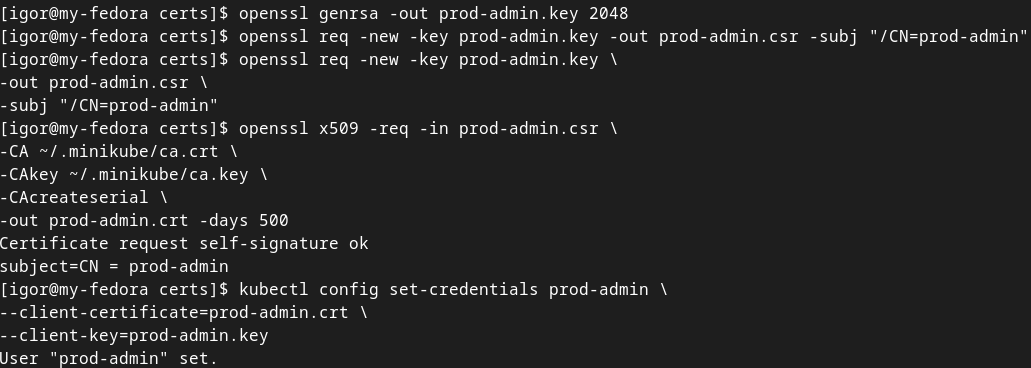 [igor@my-fedora certs]$ openssl genrsa -out prod-admin.key 2048
[igor@my-fedora certs]$ openssl req -new -key prod-admin.key -out prod-admin.csr -subj "/CN=prod-admin"
[igor@my-fedora certs]$ openssl req -new -key prod-admin.key \
-out prod-admin.csr \
-subj "/CN=prod-admin"
[igor@my-fedora certs]$ openssl x509 -req -in prod-admin.csr \
-CA ~/.minikube/ca.crt \
-CAkey ~/.minikube/ca.key \
-CAcreateserial \
-out prod-admin.crt -days 500
Certificate request self-signature ok
subject=CN = prod-admin
[igor@my-fedora certs]$ kubectl config set-credentials prod-admin \
--client-certificate=prod-admin.crt \
--client-key=prod-admin.key
User "prod-admin" set.